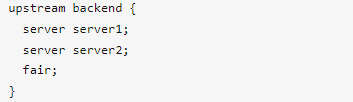 upstream backend {
  server server1;
  server server2;
  fair;
}